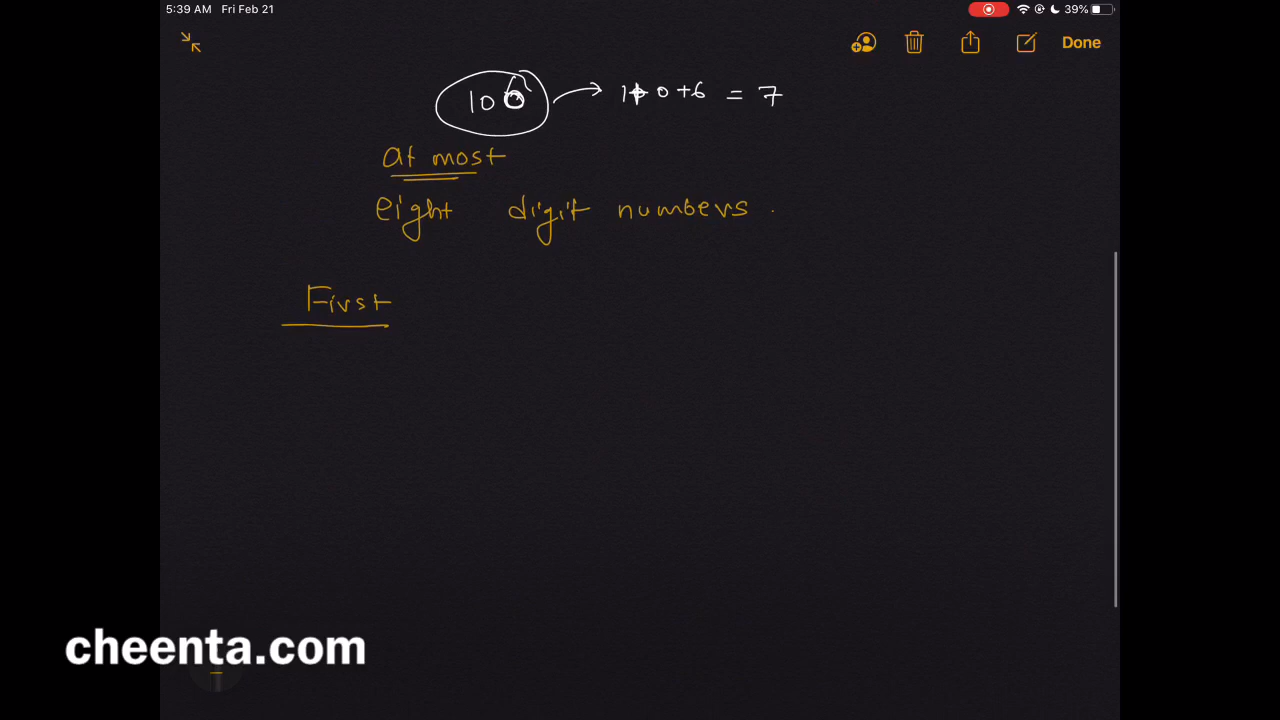 5:39 AM Fri Feb 21
39%
Done
106 → 1+0+6 = 7
at most
eight digit numbers.
First
cheenta.com